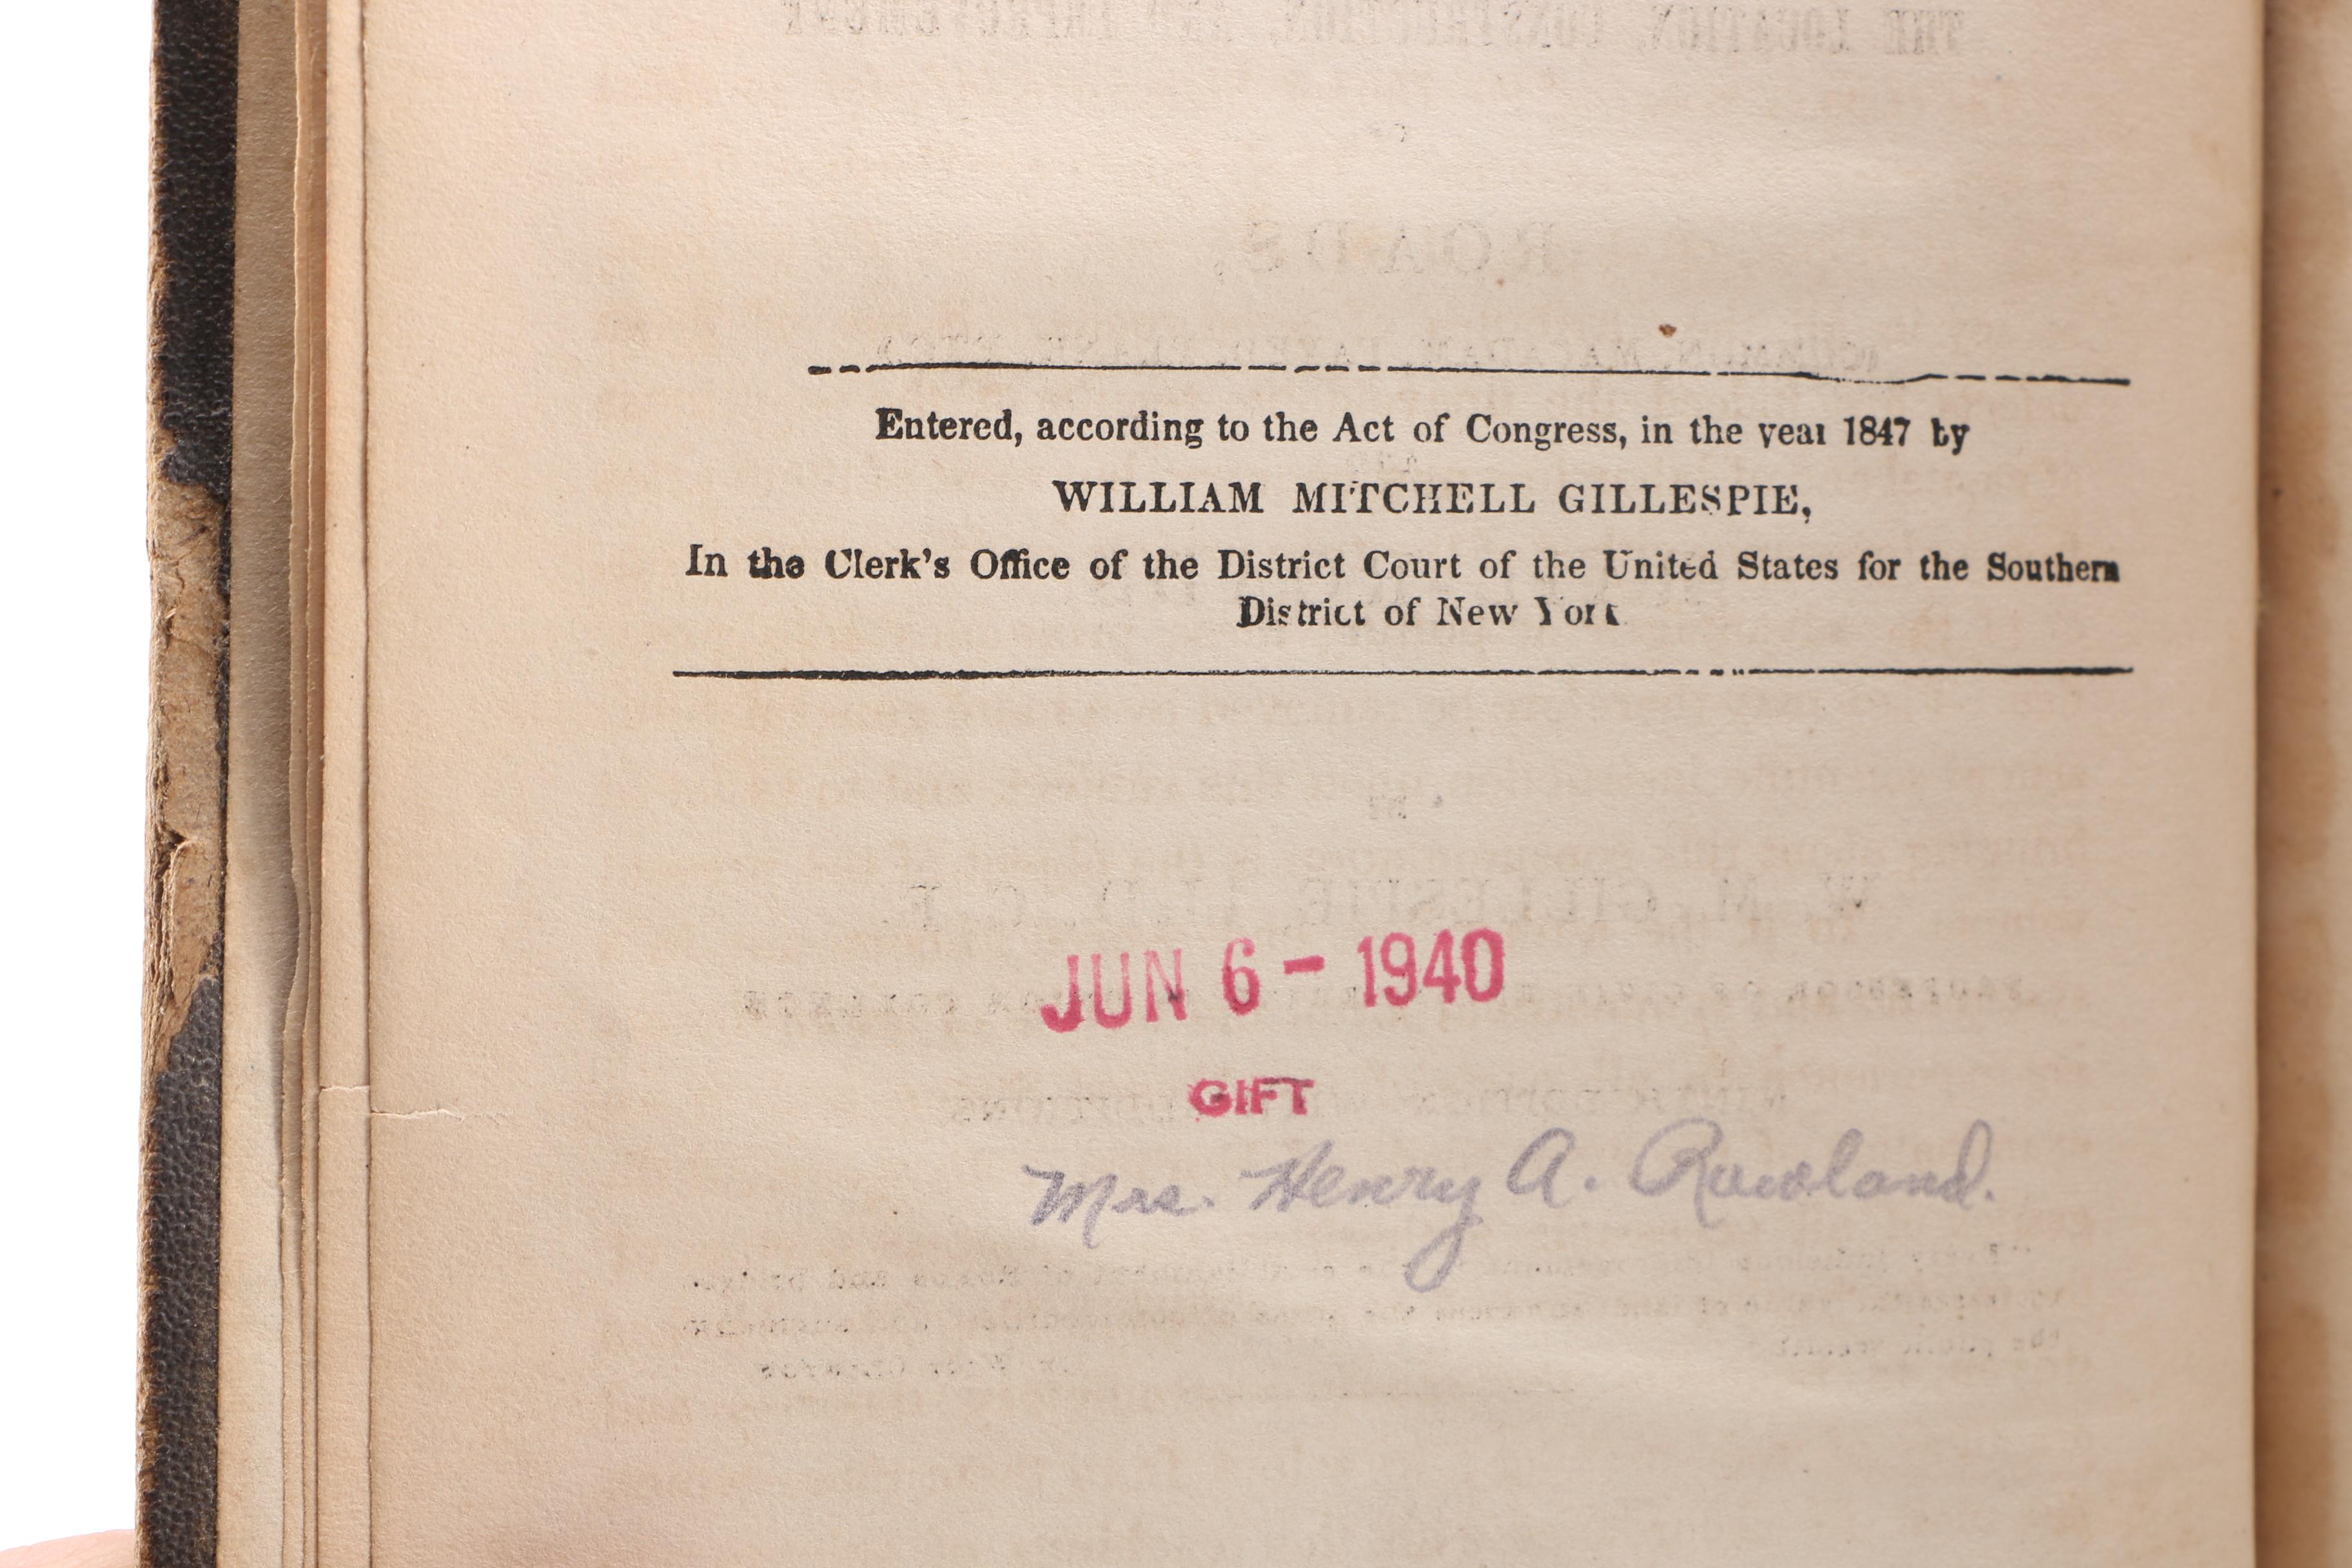 Entered, according to the Act of Congress, in the year 1847 by
WILLIAM MITCHELL GILLESPIE,
In the Clerk's Office of the District Court of the United States for the Southern
District of New York
JUN 6 - 1940
GIFT
Mrs. Henry A. Rowland.